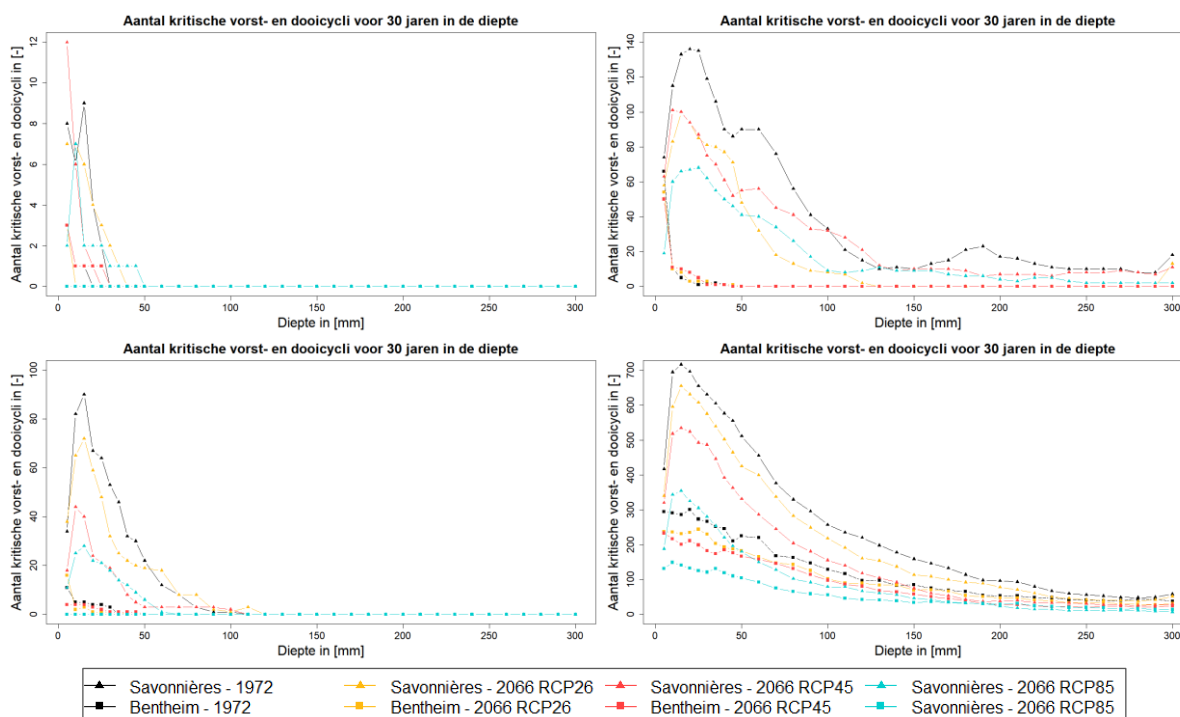 Aantal kritische vorst- en dooicycli voor 30 jaren in de diepte
Aantal kritische vorst- en dooicycli in [-]
0 2 4 6 8 10 12
0 50 100 150 200 250 300
Diepte in [mm]
Aantal kritische vorst- en dooicycli voor 30 jaren in de diepte
Aantal kritische vorst- en dooicycli in [-]
0 20 40 60 80 100 120 140
0 50 100 150 200 250 300
Diepte in [mm]
Aantal kritische vorst- en dooicycli voor 30 jaren in de diepte
Aantal kritische vorst- en dooicycli in [-]
0 20 40 60 80 100
0 50 100 150 200 250 300
Diepte in [mm]
Aantal kritische vorst- en dooicycli voor 30 jaren in de diepte
Aantal kritische vorst- en dooicycli in [-]
0 100 200 300 400 500 600 700
0 50 100 150 200 250 300
Diepte in [mm]
Savonnières - 1972 Savonnières - 2066 RCP26 Savonnières - 2066 RCP45 Savonnières - 2066 RCP85
Bentheim - 1972 Bentheim - 2066 RCP26 Bentheim - 2066 RCP45 Savonnières - 2066 RCP85